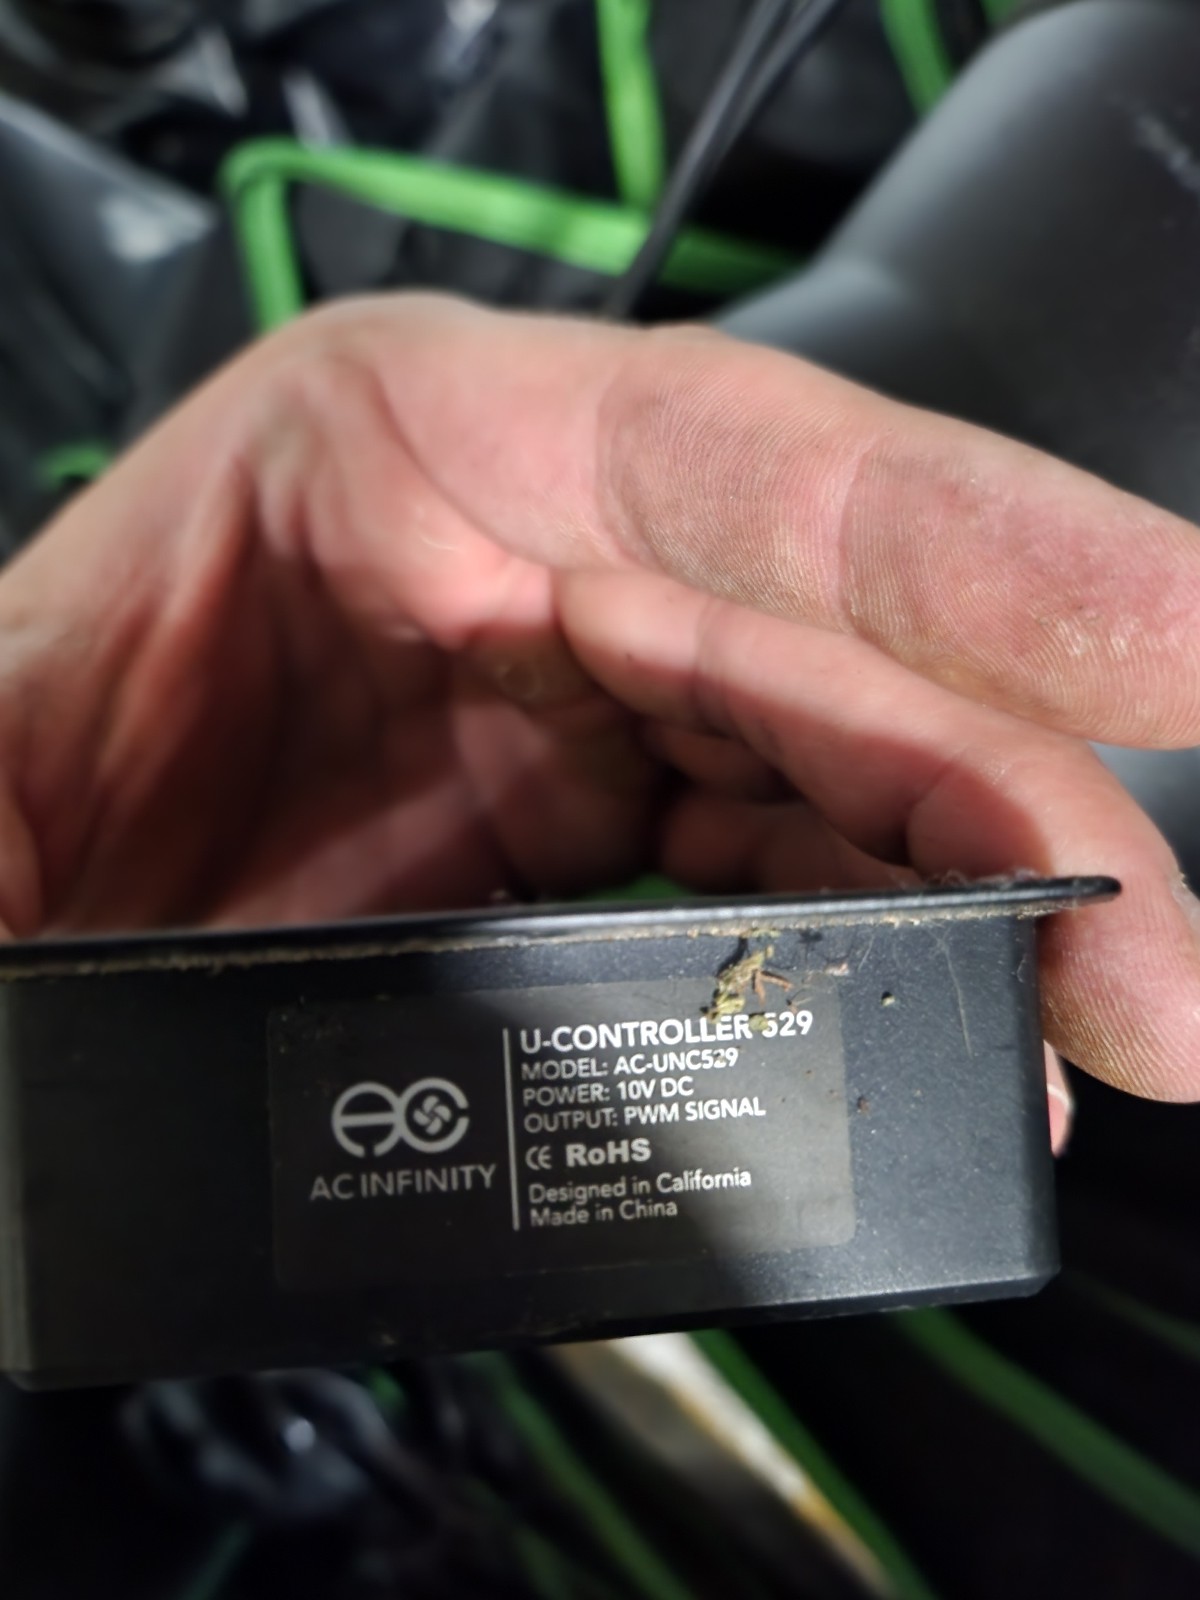 U-CONTROLLER 529
MODEL: AC-UNC529
POWER: 10V DC
OUTPUT: PWM SIGNAL
CE RoHS
Designed in California
Made in China
AC
AC INFINITY